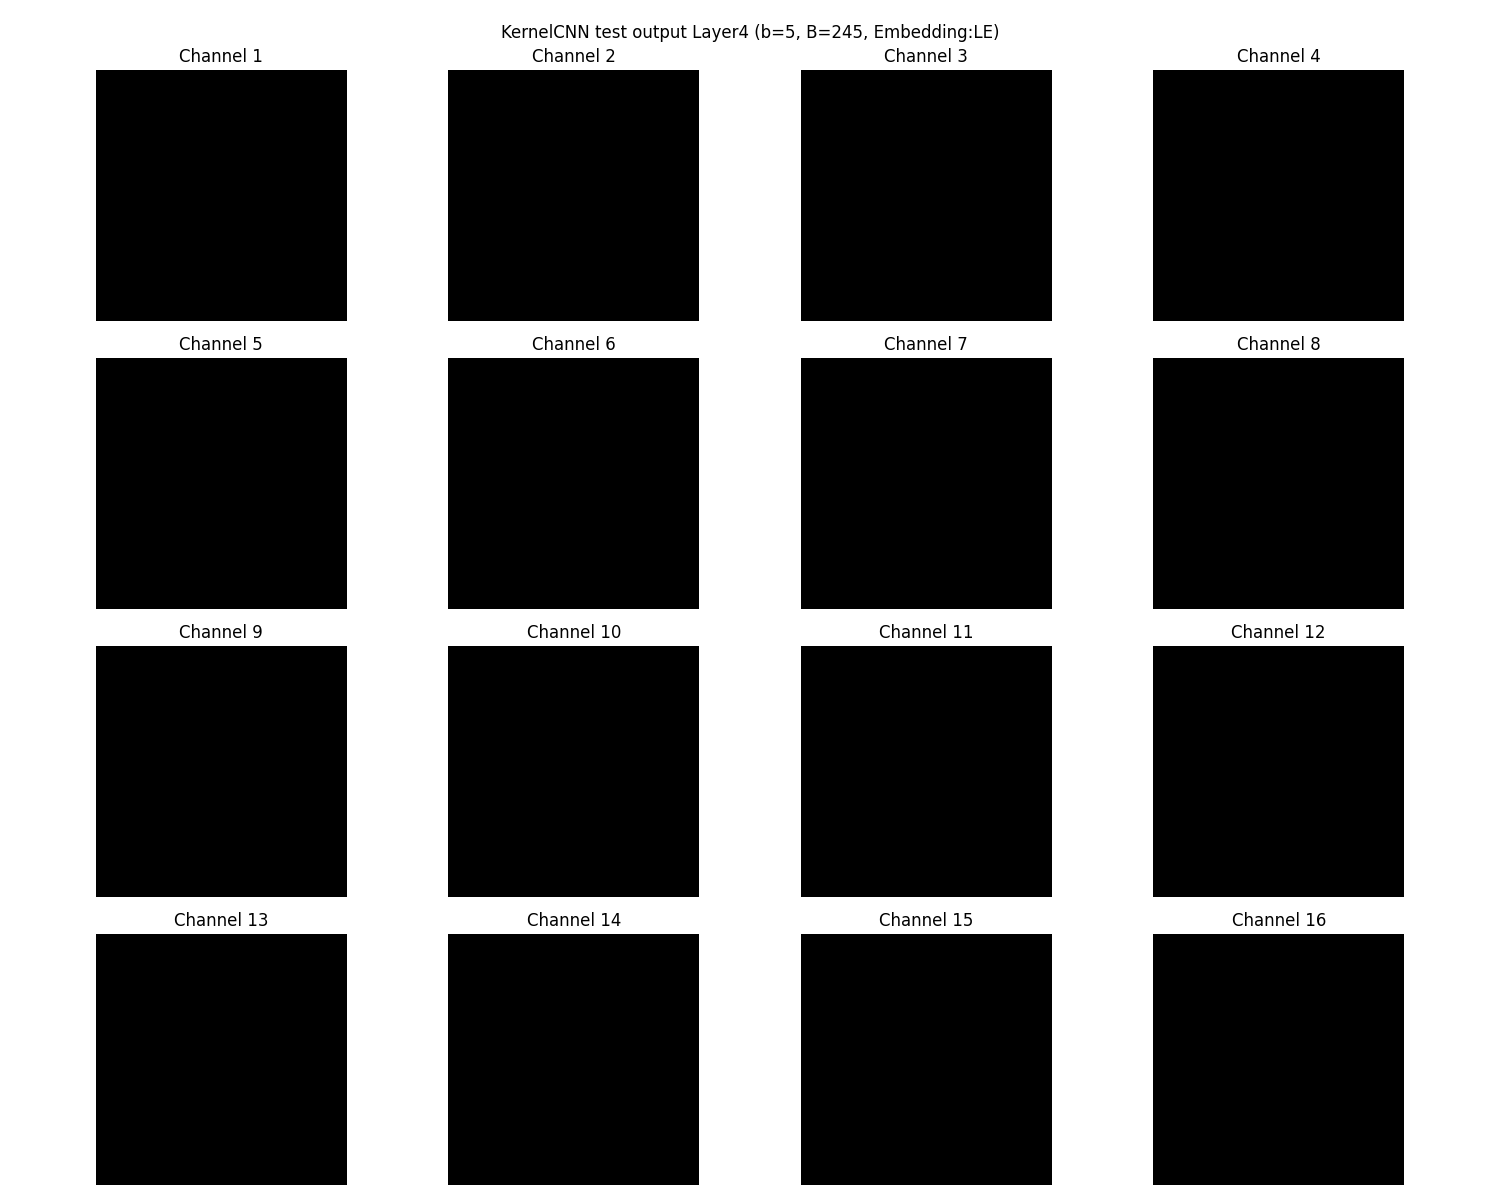 KernelCNN test output Layer4 (b=5, B=245, Embedding:LE)
Channel 1
Channel 2
Channel 3
Channel 4
Channel 5
Channel 6
Channel 7
Channel 8
Channel 9
Channel 10
Channel 11
Channel 12
Channel 13
Channel 14
Channel 15
Channel 16